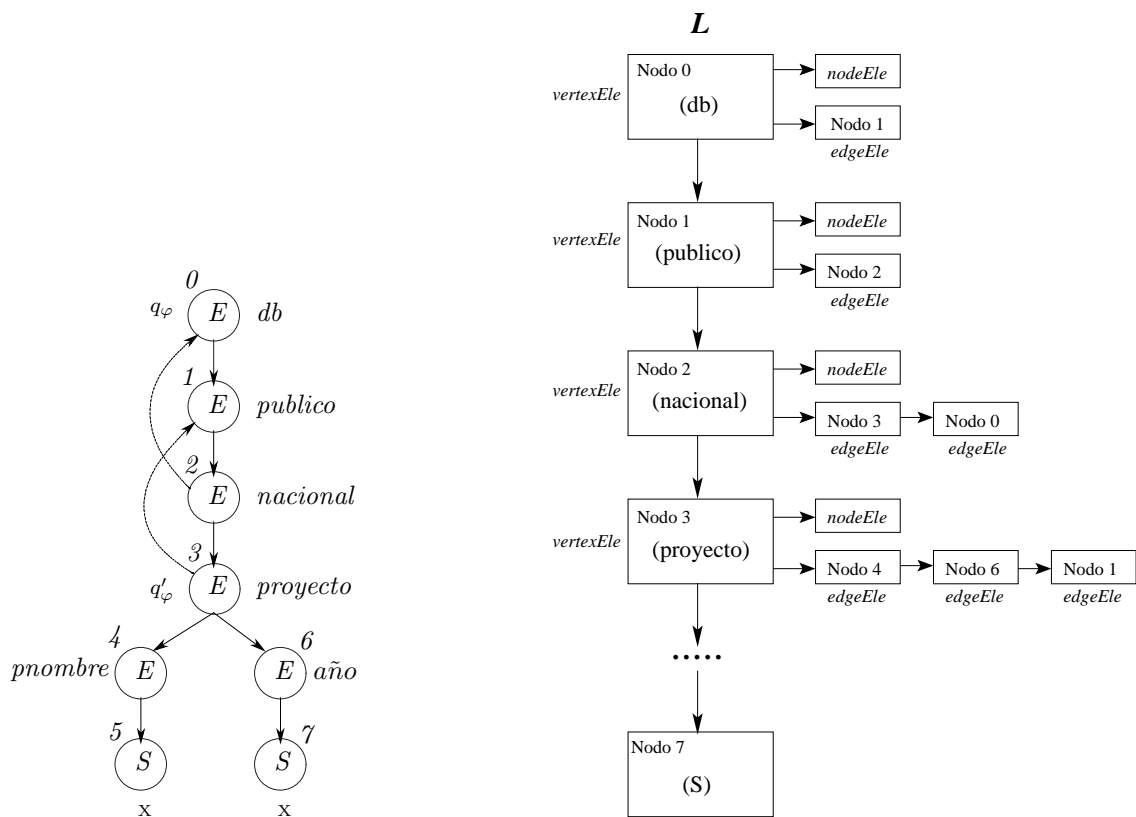 0
qφ E db
1
E publico
2
E nacional
3
q'φ E proyecto
4 6
pnombre E E año
5 7
S S
x x
L
Nodo 0
vertexEle (db)
nodeEle
Nodo 1
edgeEle
Nodo 1
vertexEle (publico)
nodeEle
Nodo 2
edgeEle
Nodo 2
vertexEle (nacional)
nodeEle
Nodo 3 Nodo 0
edgeEle edgeEle
Nodo 3
vertexEle (proyecto)
nodeEle
Nodo 4 Nodo 6 Nodo 1
edgeEle edgeEle edgeEle
.....
Nodo 7
(S)